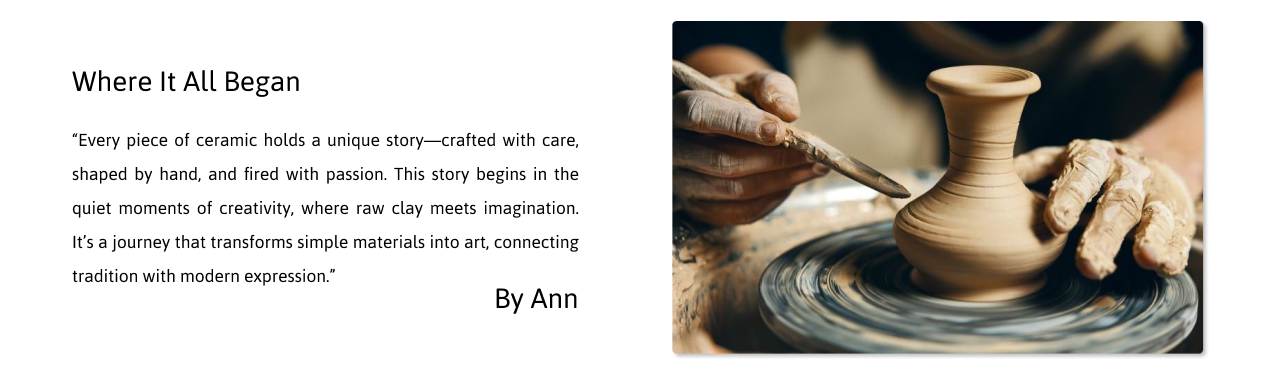 Where It All Began
“Every piece of ceramic holds a unique story—crafted with care,
shaped by hand, and fired with passion. This story begins in the
quiet moments of creativity, where raw clay meets imagination.
It’s a journey that transforms simple materials into art, connecting
tradition with modern expression.”
By Ann